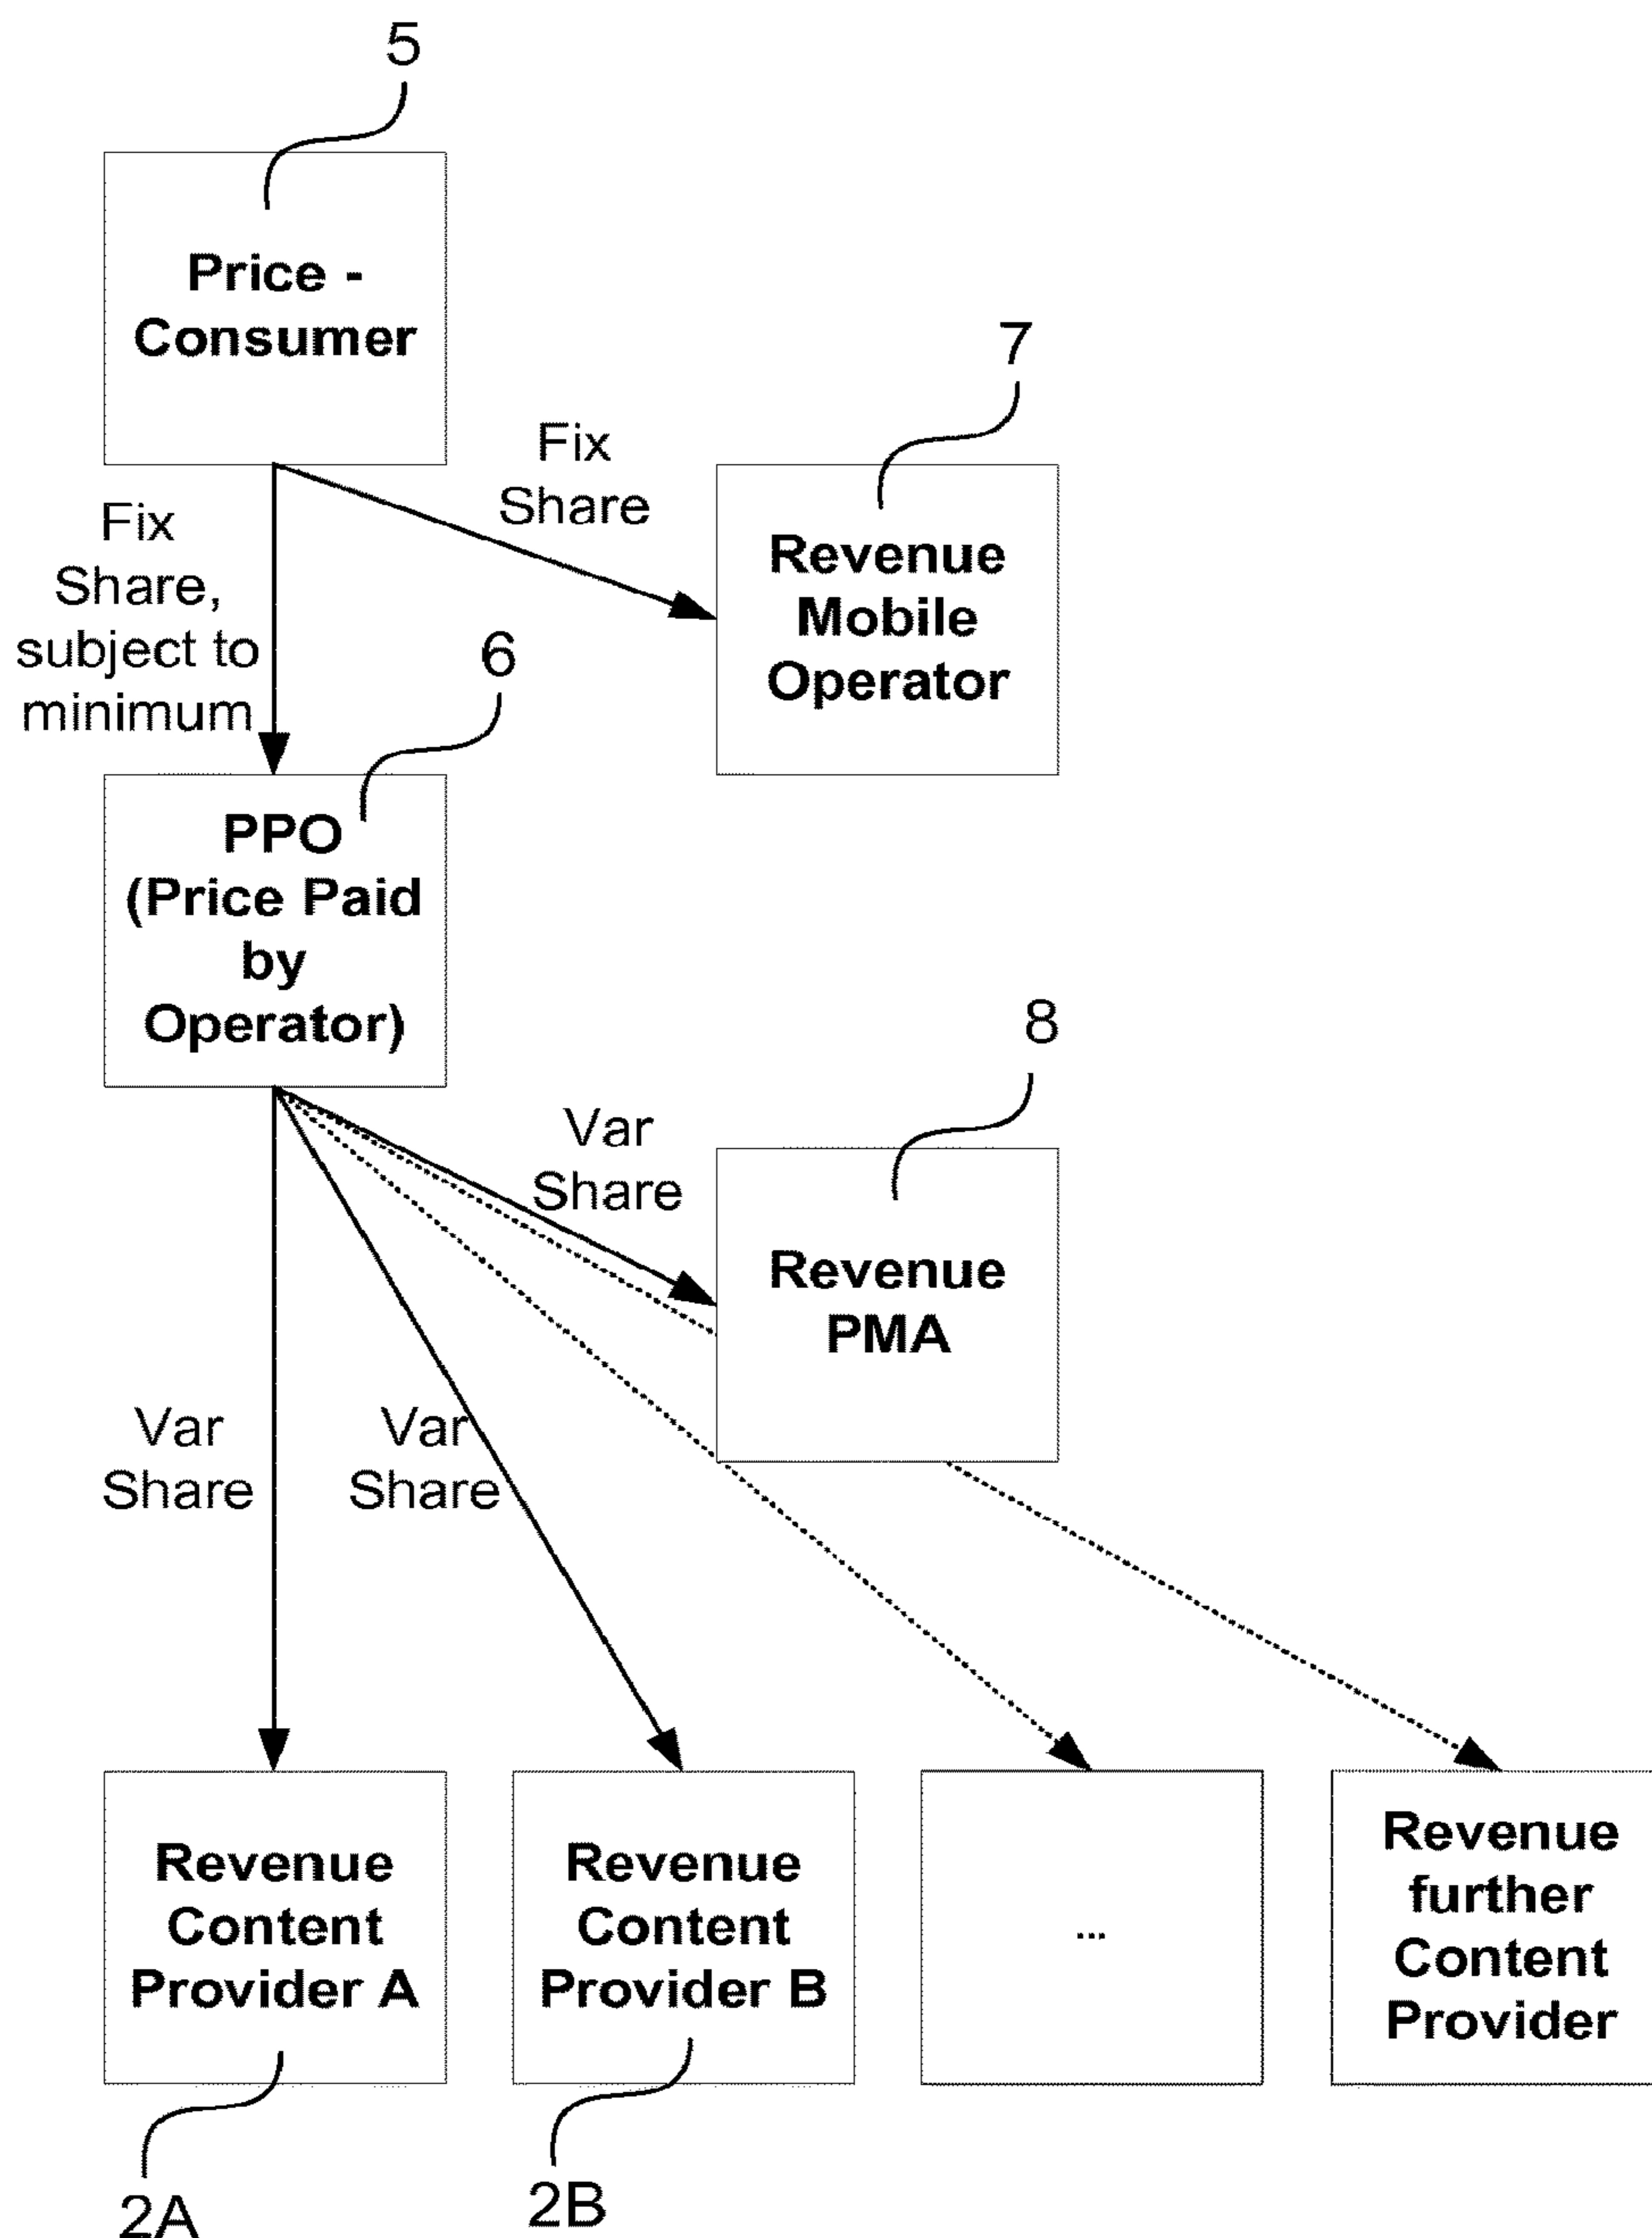 5
Price -
Consumer
7
Fix
Share
Fix
Share,
subject to
minimum
Revenue
Mobile
Operator
6
PPO
(Price Paid
by
Operator)
8
Var
Share
Revenue
PMA
Var
Share
Var
Share
Revenue
Content
Provider A
Revenue
Content
Provider B
...
Revenue
further
Content
Provider
2A
2B